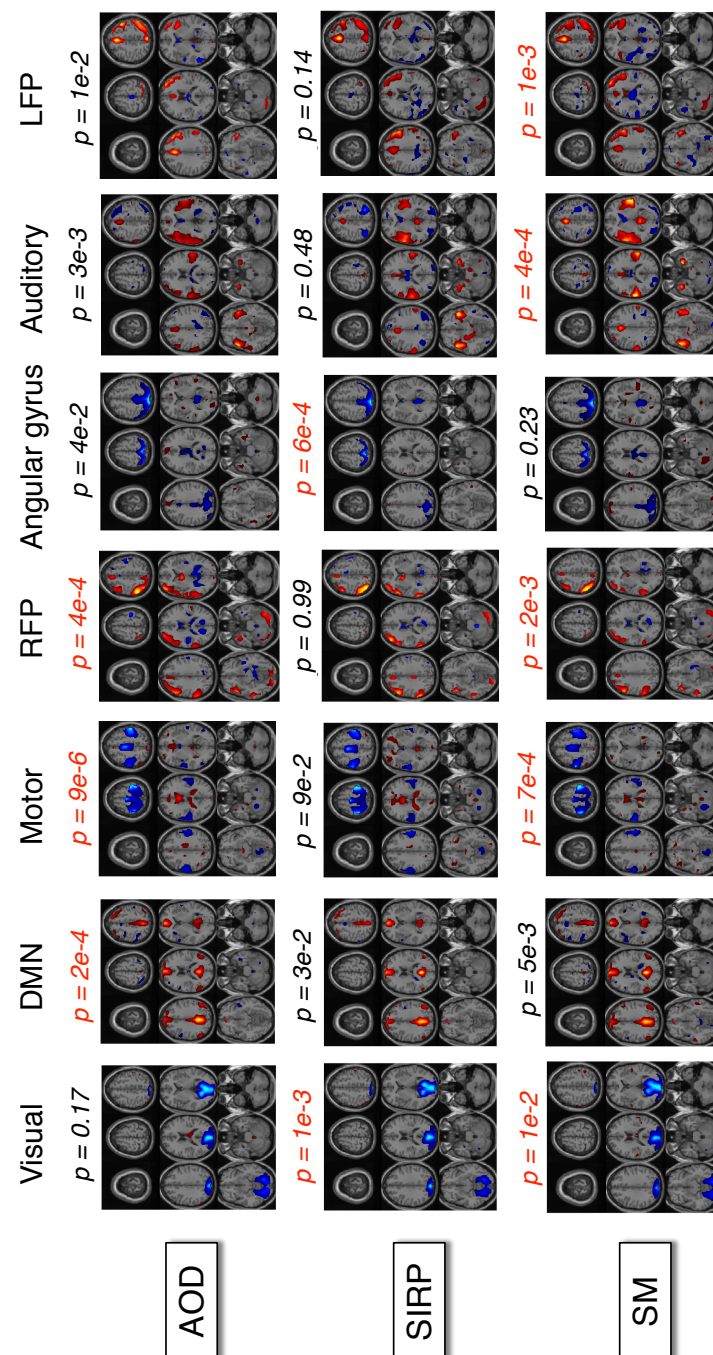 Visual DMN Motor RFP Angular gyrus Auditory LFP
AOD
p = 0.17 p = 2e-4 p = 9e-6 p = 4e-4 p = 4e-2 p = 3e-3 p = 1e-2
SIRP
p = 1e-3 p = 3e-2 p = 9e-2 p = 0.99 p = 6e-4 p = 0.48 p = 0.14
SM
p = 1e-2 p = 5e-3 p = 7e-4 p = 2e-3 p = 0.23 p = 4e-4 p = 1e-3